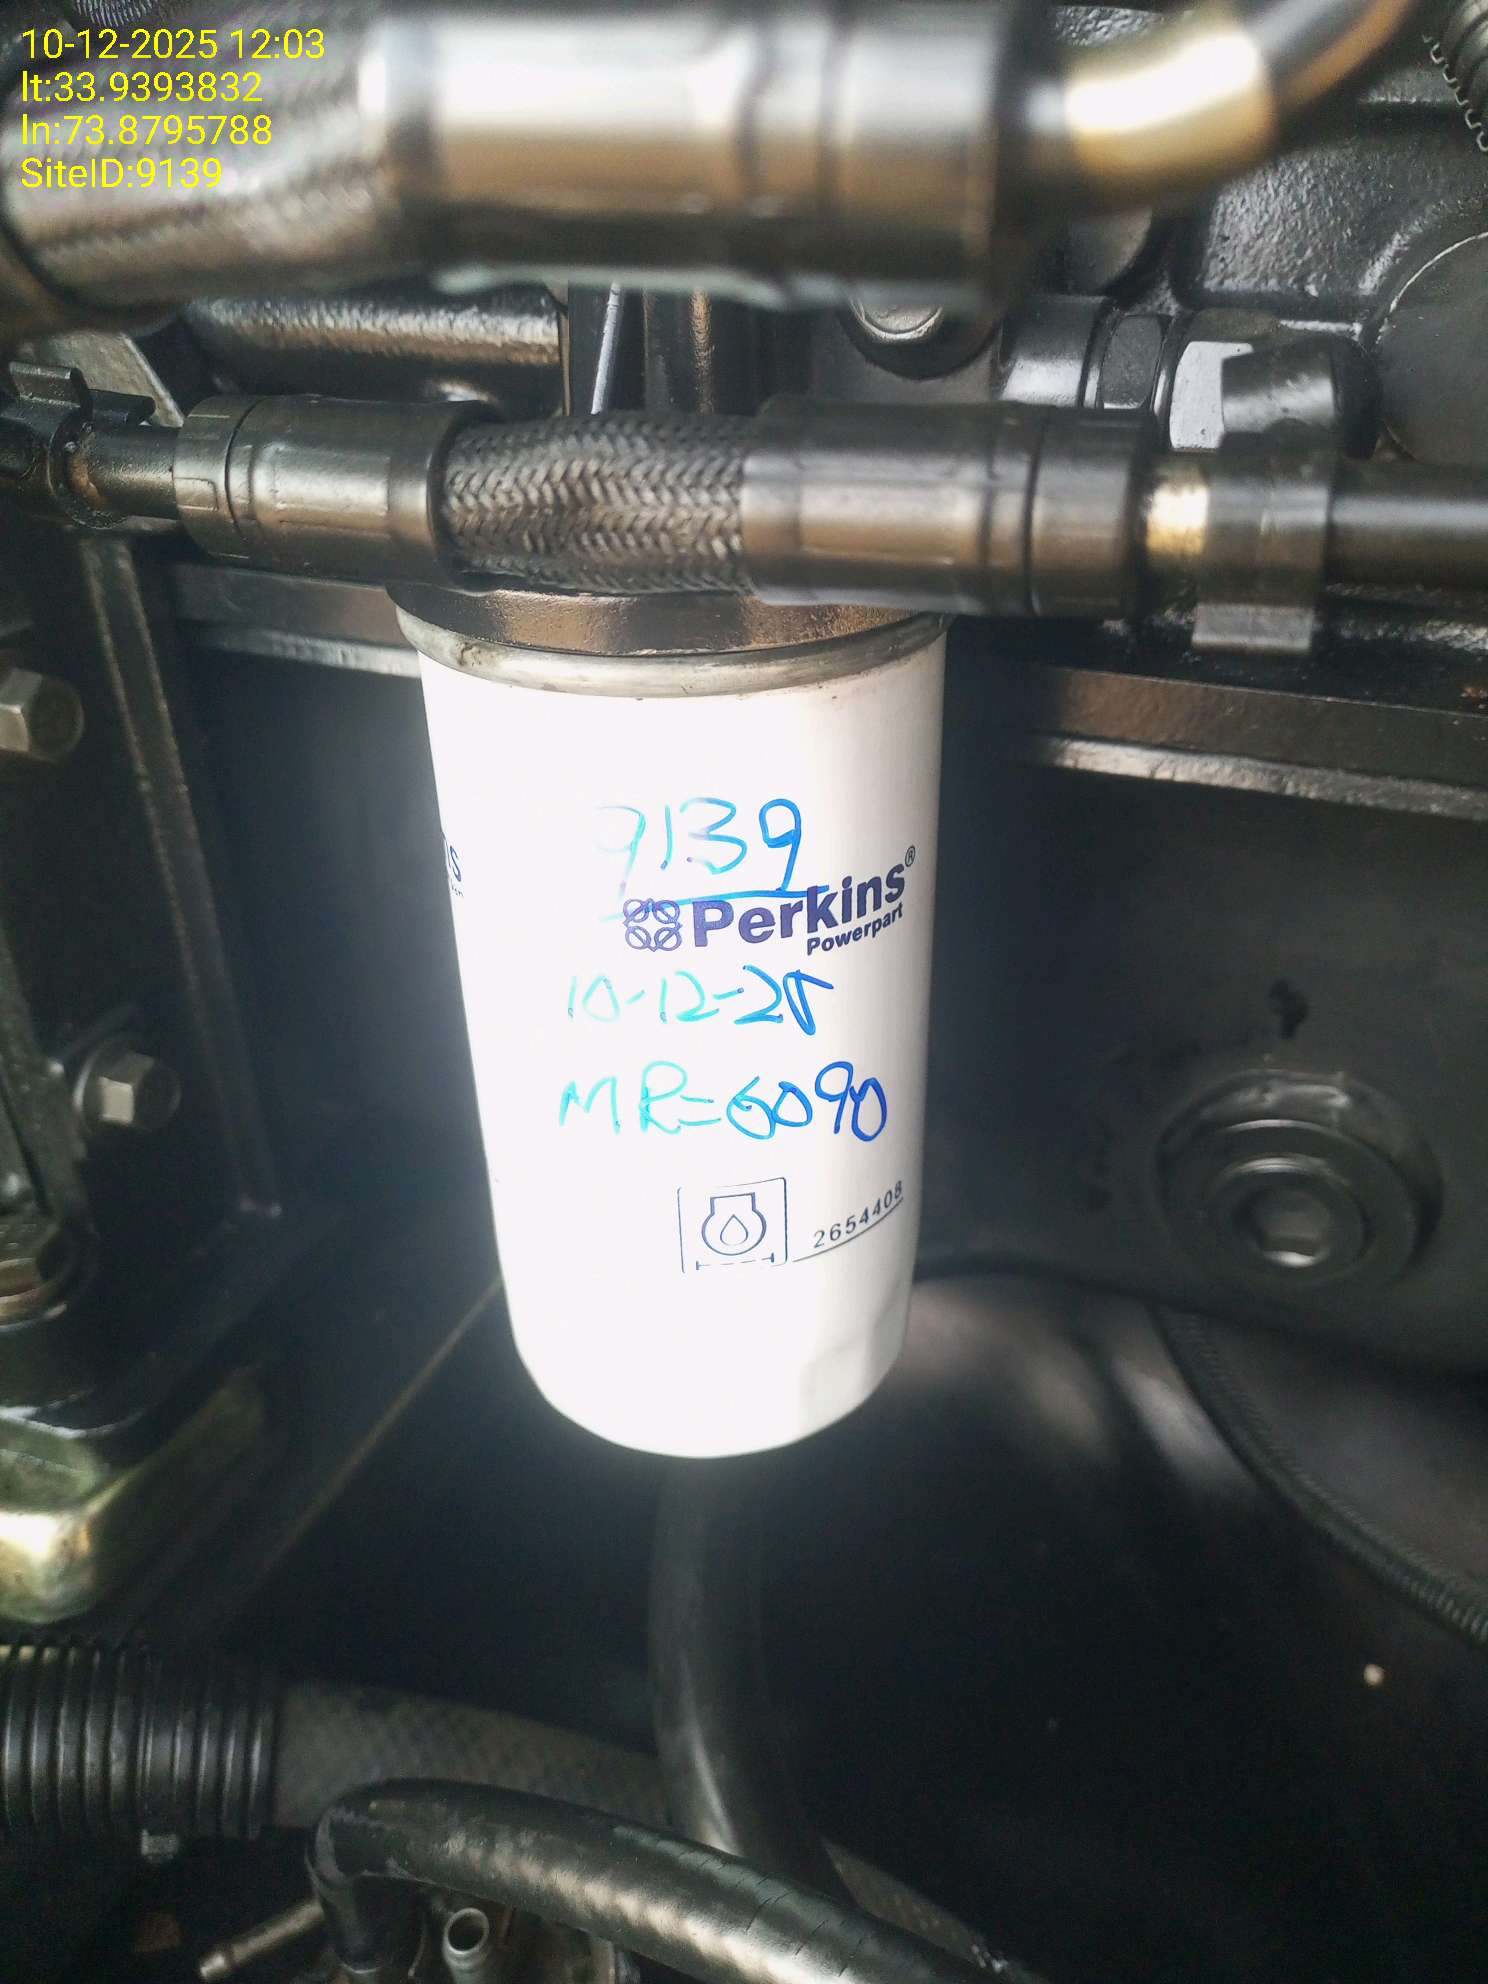 10-12-2025 12:03
lt:33.9393832
ln:73.8795788
SiteID:9139
9139
Perkins®
Powerpart
10-12-25
MR=6090
2654408